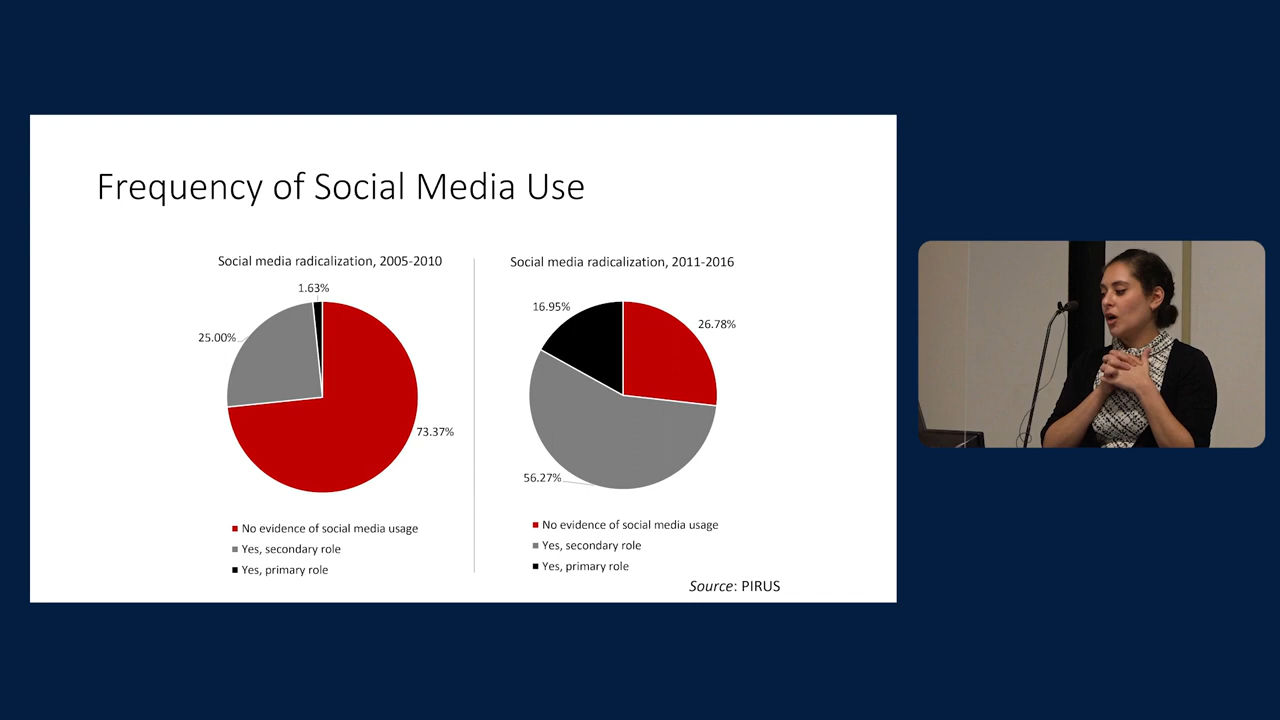 Frequency of Social Media Use
Social media radicalization, 2005-2010
1.63%
25.00%
73.37%
No evidence of social media usage
Yes, secondary role
Yes, primary role
Social media radicalization, 2011-2016
16.95%
26.78%
56.27%
No evidence of social media usage
Yes, secondary role
Yes, primary role
Source: PIRUS